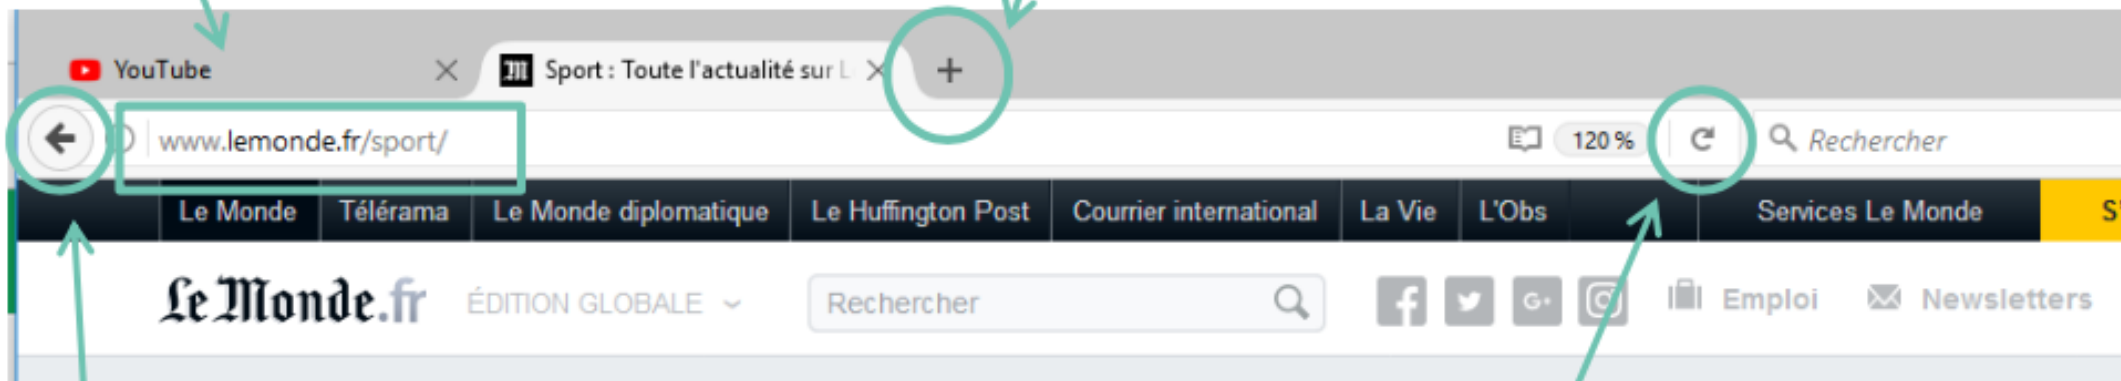 YouTube
Sport : Toute l'actualité sur L
www.lemonde.fr/sport/
120 %
Rechercher
Le Monde
Télérama
Le Monde diplomatique
Le Huffington Post
Courrier international
La Vie
L'Obs
Services Le Monde
S'
Le Monde.fr
ÉDITION GLOBALE
Rechercher
G+
Emploi
Newsletters